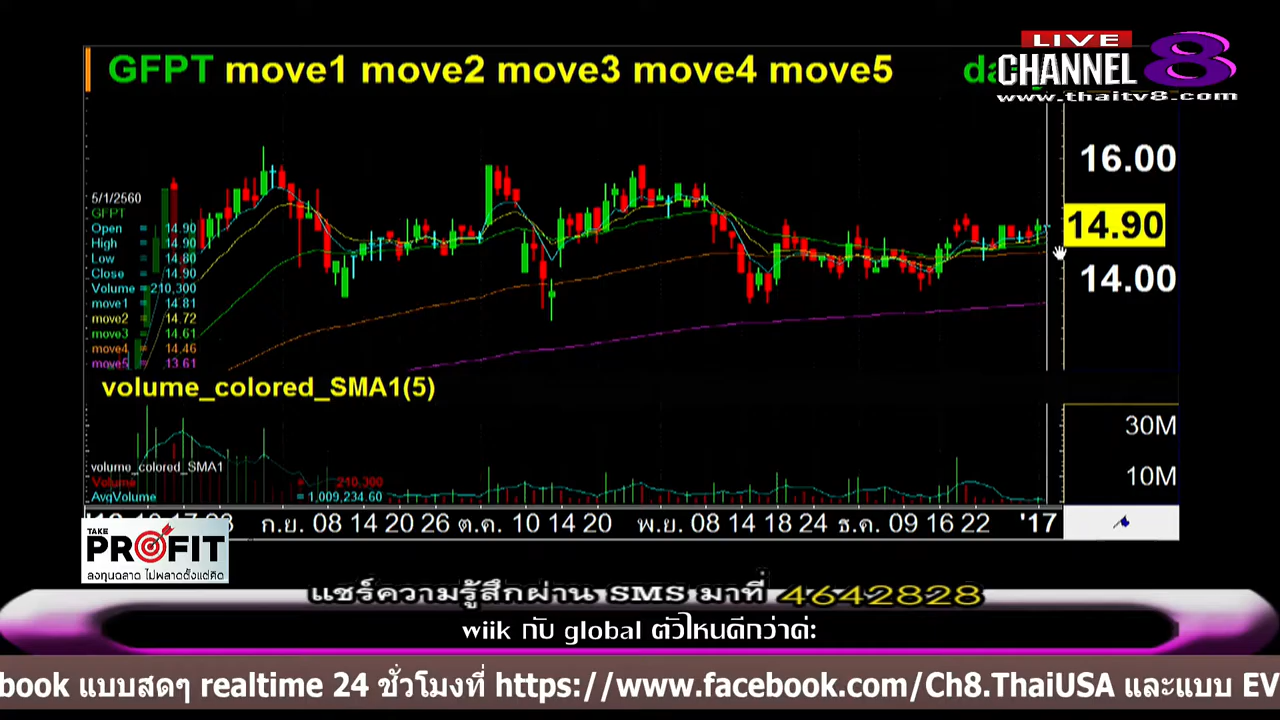 GFPT move1 move2 move3 move4 move5
LIVE
CHANNEL 8
www.thaitv8.com
16.00
14.90
14.00
5/1/2560
GFPT
Open = 14.90
High = 14.90
Low = 14.80
Close = 14.90
Volume = 210,300
move1 = 14.81
move2 = 14.72
move3 = 14.61
move4 = 14.46
move5 = 13.61
volume_colored_SMA1(5)
30M
10M
volume_colored_SMA1
Volume = 210,300
AvgVolume = 1,009,234.60
ก.ย. 08 14 20 26 ต.ค. 10 14 20 พ.ย. 08 14 18 24 ธ.ค. 09 16 22 '17
TAKE
PROFIT
ลงทุนฉลาด ไม่พลาดตั้งแต่คิด
แชร์ความรู้สึกผ่าน SMS มาที่ 4642828
wiik กับ global ตัวไหนดีกว่าค่ะ
book แบบสดๆ realtime 24 ชั่วโมงที่ https://www.facebook.com/Ch8.ThaiUSA และแบบ EV